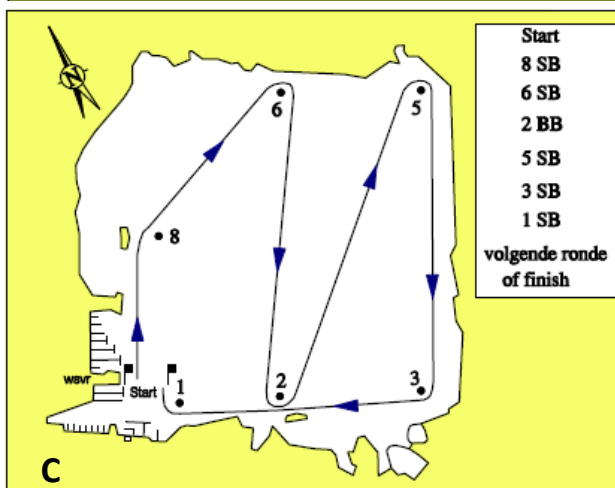 N
6
5
8
wsvr
Start
1
2
3
C
Start
8 SB
6 SB
2 BB
5 SB
3 SB
1 SB
volgende ronde
of finish